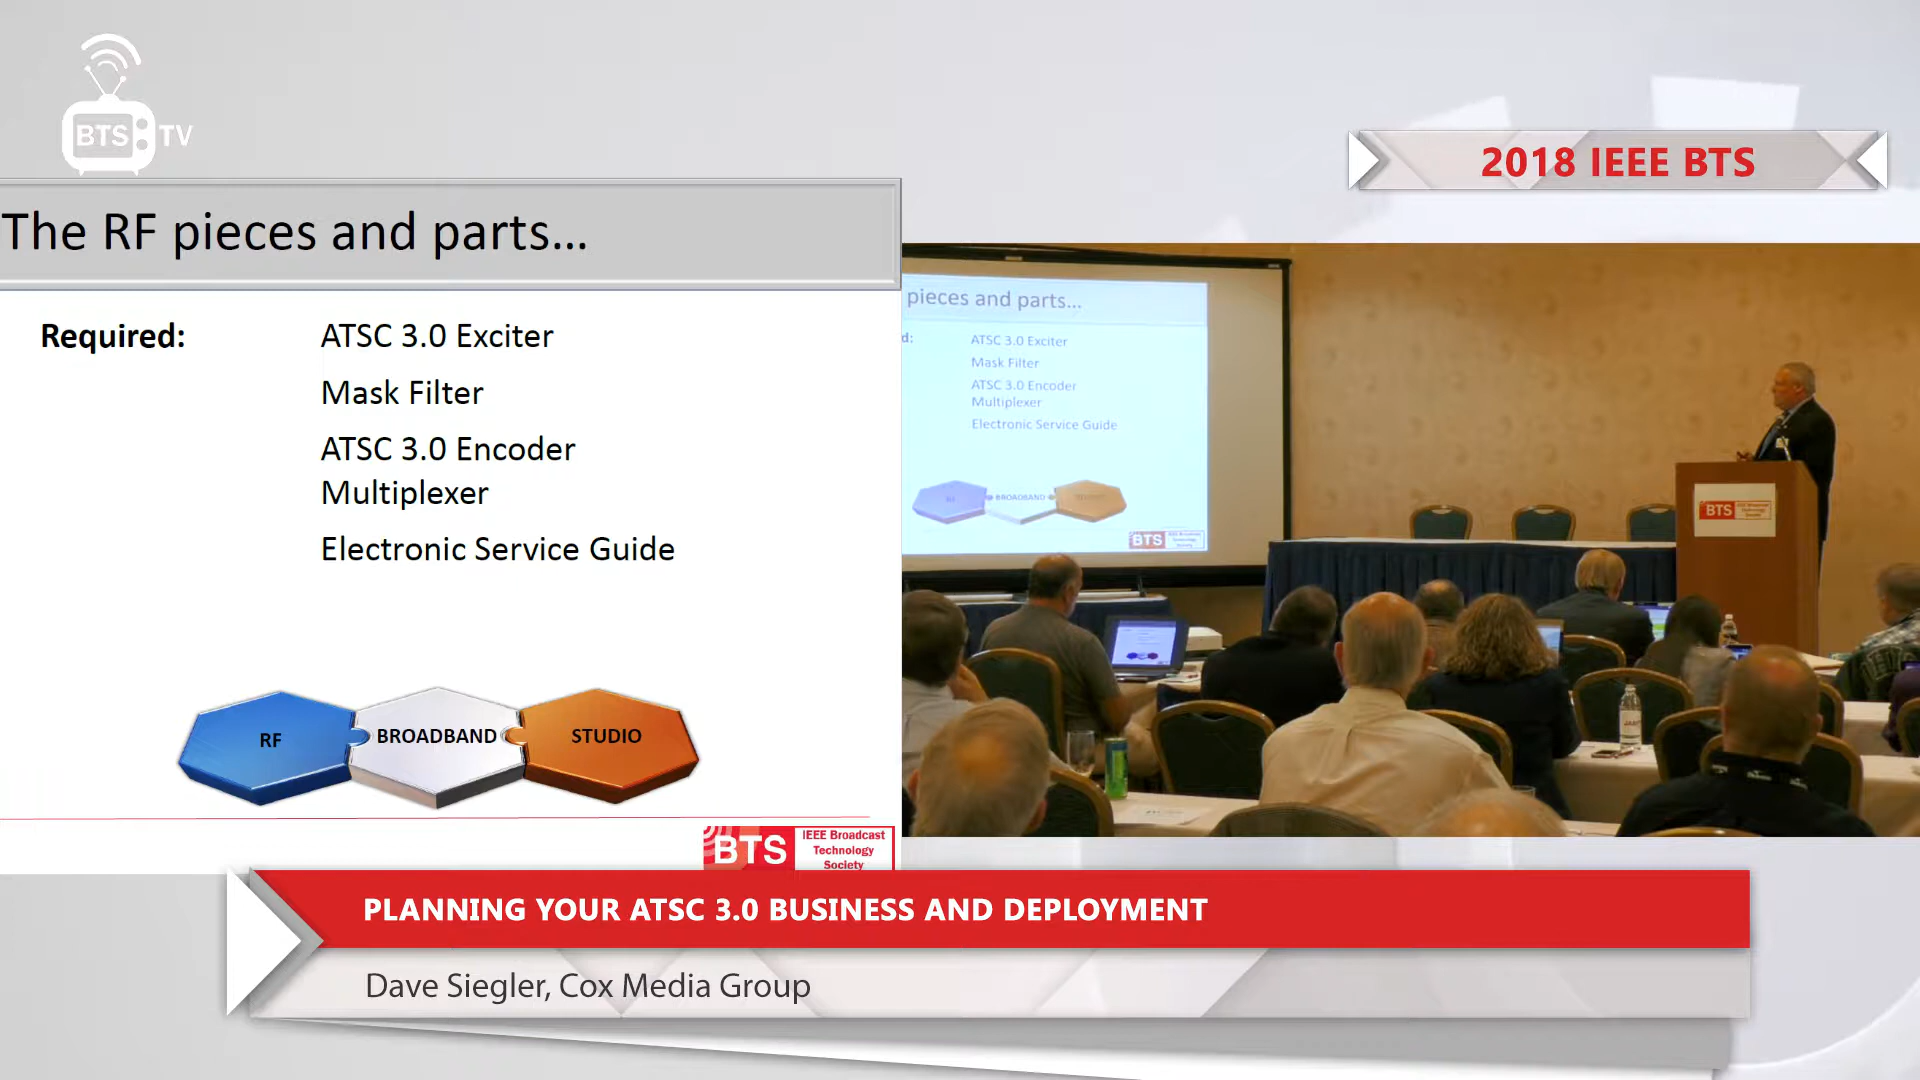 BTS TV
2018 IEEE BTS
The RF pieces and parts...
Required:
ATSC 3.0 Exciter
Mask Filter
ATSC 3.0 Encoder
Multiplexer
Electronic Service Guide
RF
BROADBAND
STUDIO
BTS
IEEE Broadcast
Technology
Society
pieces and parts...
d:
ATSC 3.0 Exciter
Mask Filter
ATSC 3.0 Encoder
Multiplexer
Electronic Service Guide
BROADBAND
BTS
BTS
PLANNING YOUR ATSC 3.0 BUSINESS AND DEPLOYMENT
Dave Siegler, Cox Media Group